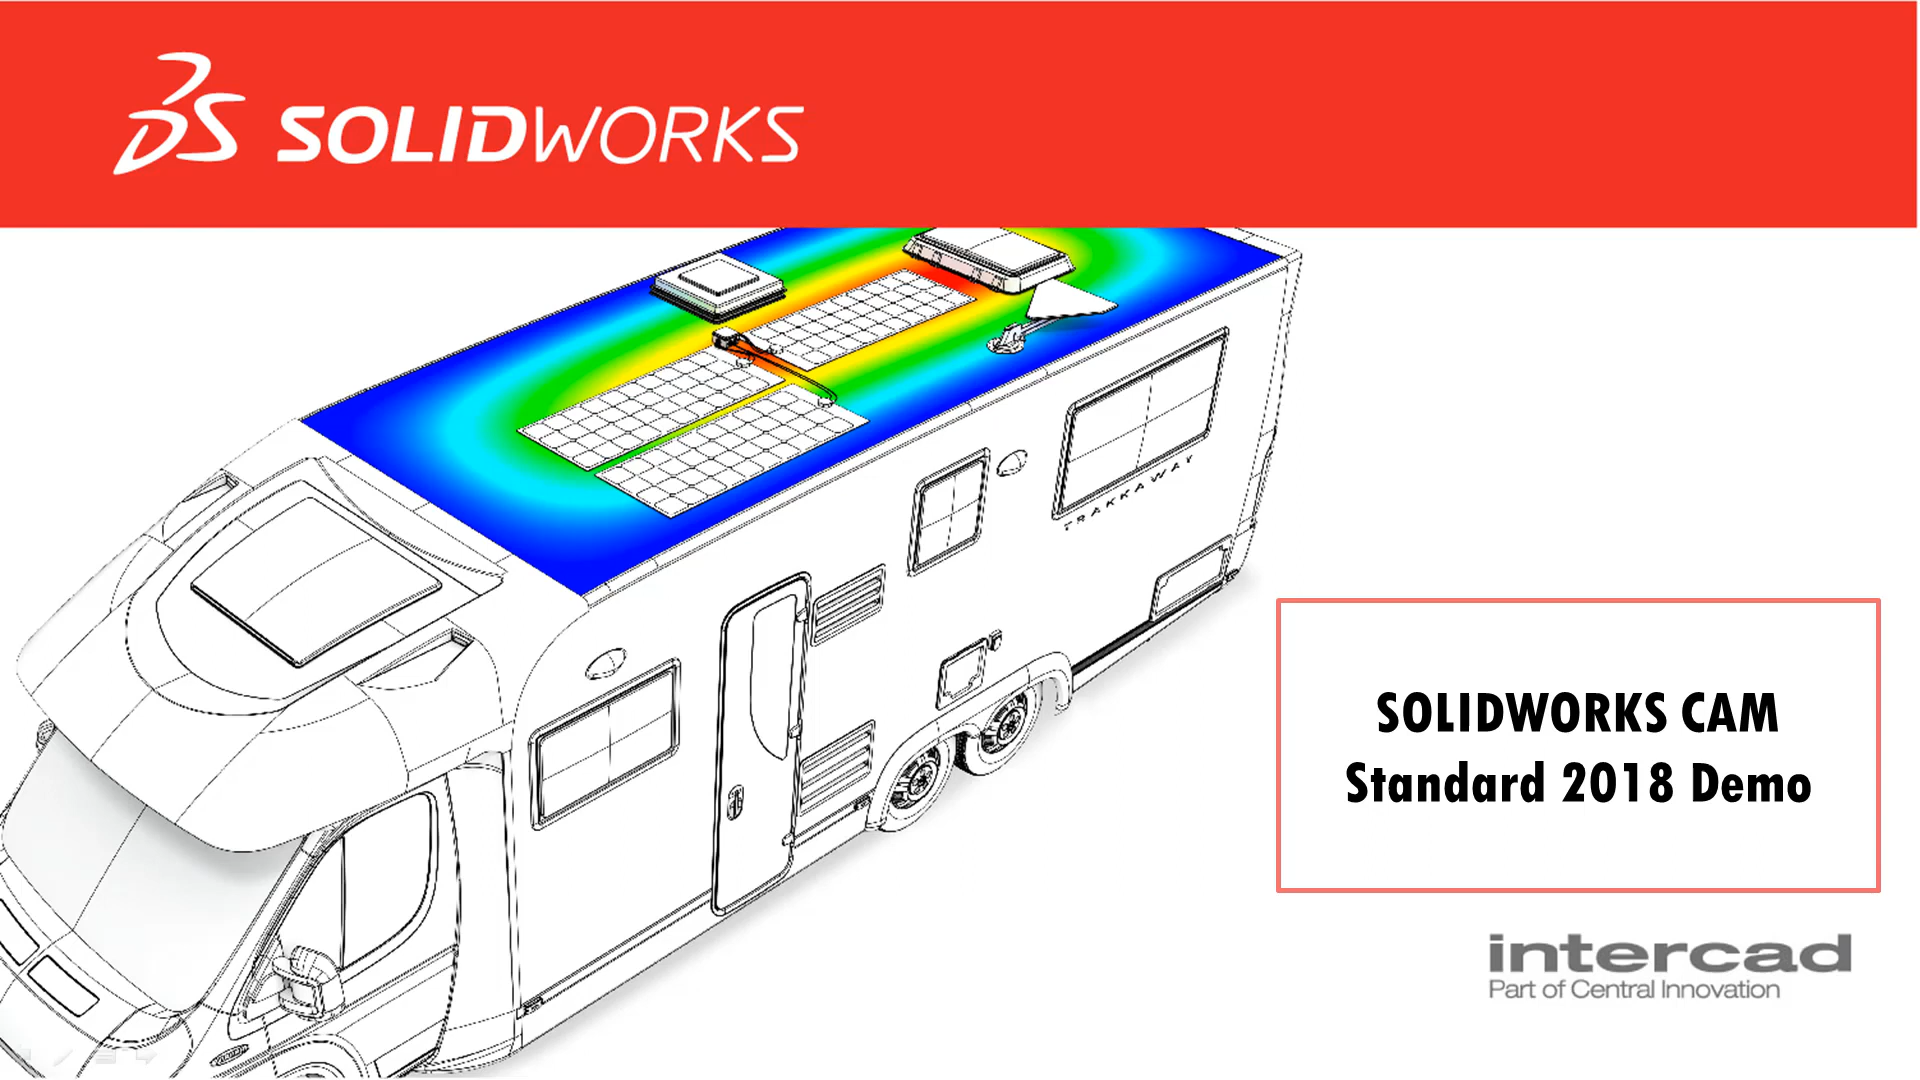 SOLIDWORKS
TRAKKAWAY
SOLIDWORKS CAM
Standard 2018 Demo
intercad
Part of Central Innovation